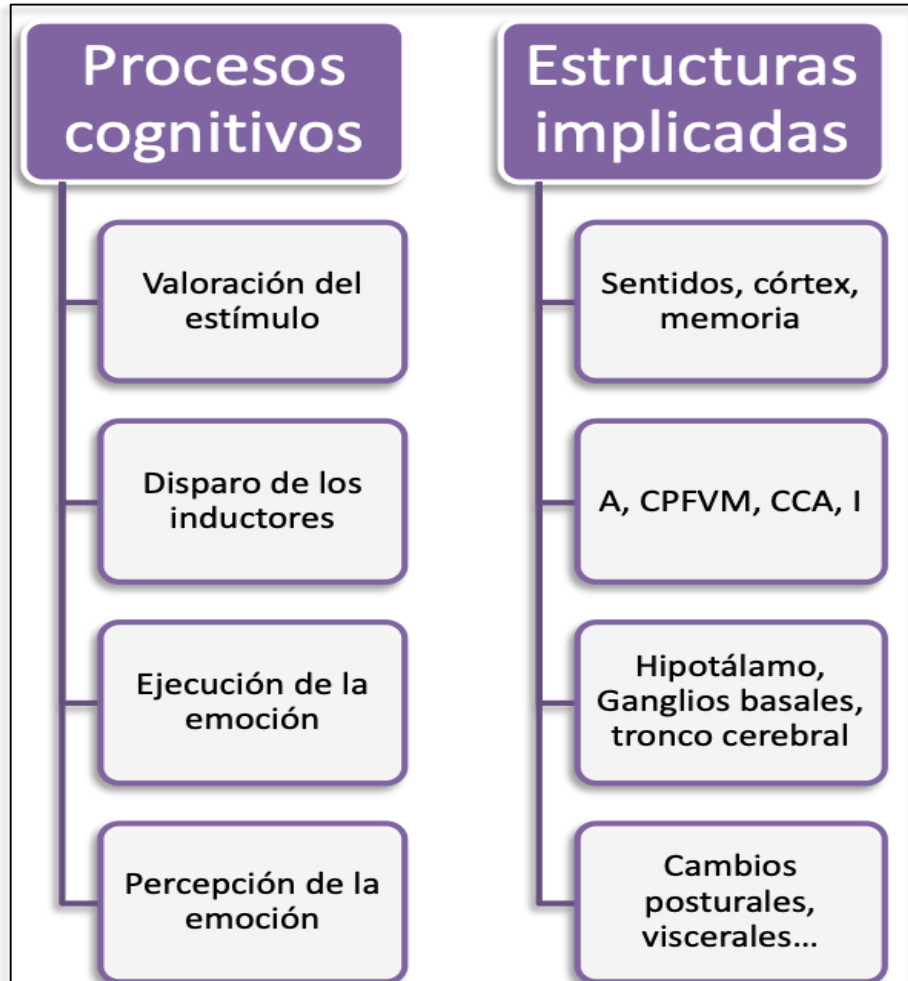 Procesos
cognitivos
Valoración del
estímulo
Disparo de los
inductores
Ejecución de la
emoción
Percepción de la
emoción
Estructuras
implicadas
Sentidos, córtex,
memoria
A, CPFVM, CCA, I
Hipotálamo,
Ganglios basales,
tronco cerebral
Cambios
posturales,
viscerales...